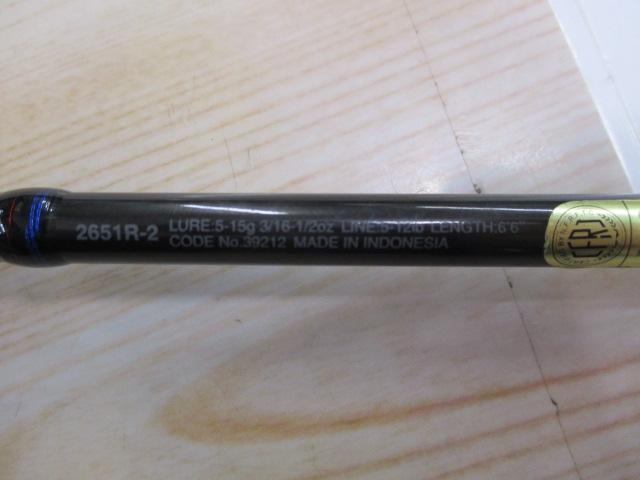 2651R-2
LURE:5-15g 3/16-1/2oz LINE:5-12lb LENGTH:6'6"
CODE No.39212 MADE IN INDONESIA
CFRP